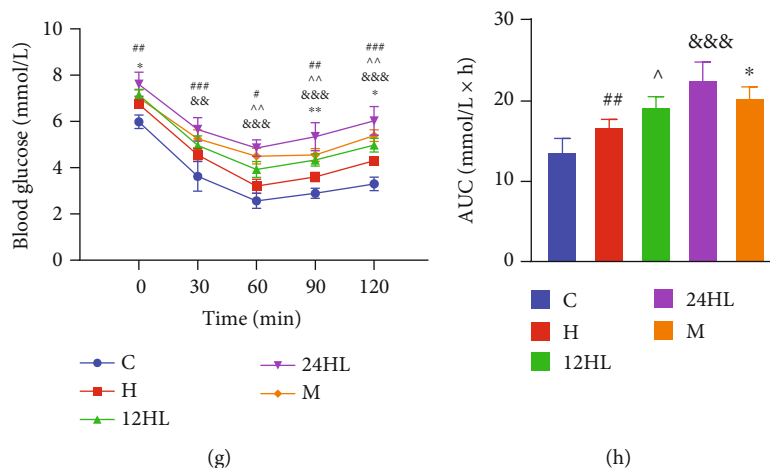 Blood glucose (mmol/L)
10
8
6
4
2
0
##
*
###
&&
#
^^
&&&
##
^^
&&&
**
###
^^
&&&
*
0 30 60 90 120
Time (min)
C
H
12HL
24HL
M
(g)
AUC (mmol/L × h)
30
20
10
0
##
^
&&&
*
C
H
12HL
24HL
M
(h)